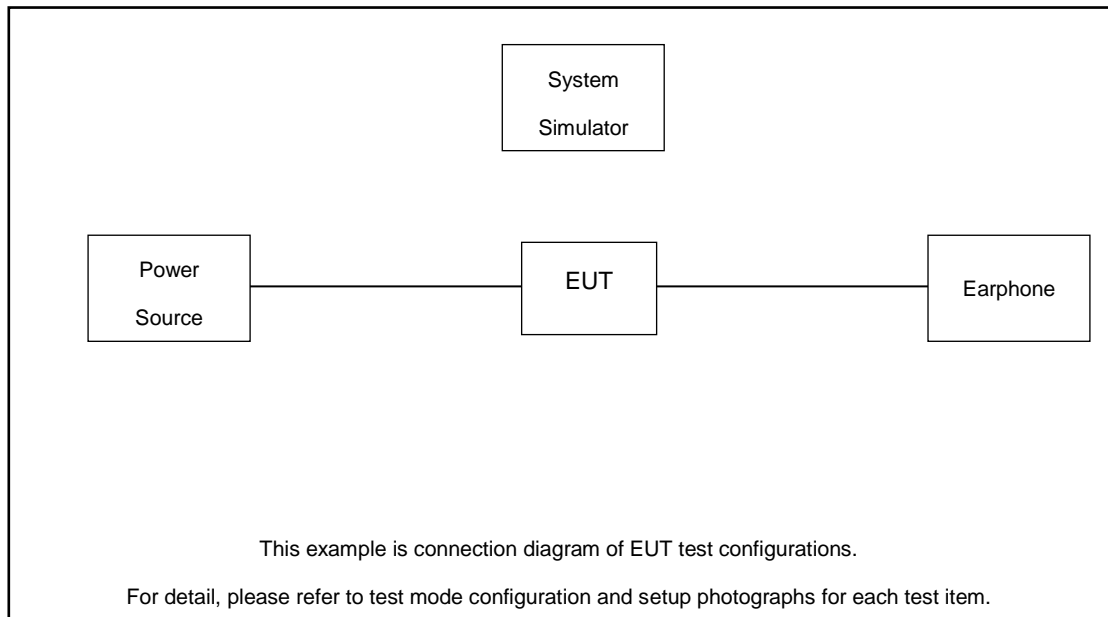 System
Simulator
Power
Source
EUT
Earphone
This example is connection diagram of EUT test configurations.
For detail, please refer to test mode configuration and setup photographs for each test item.